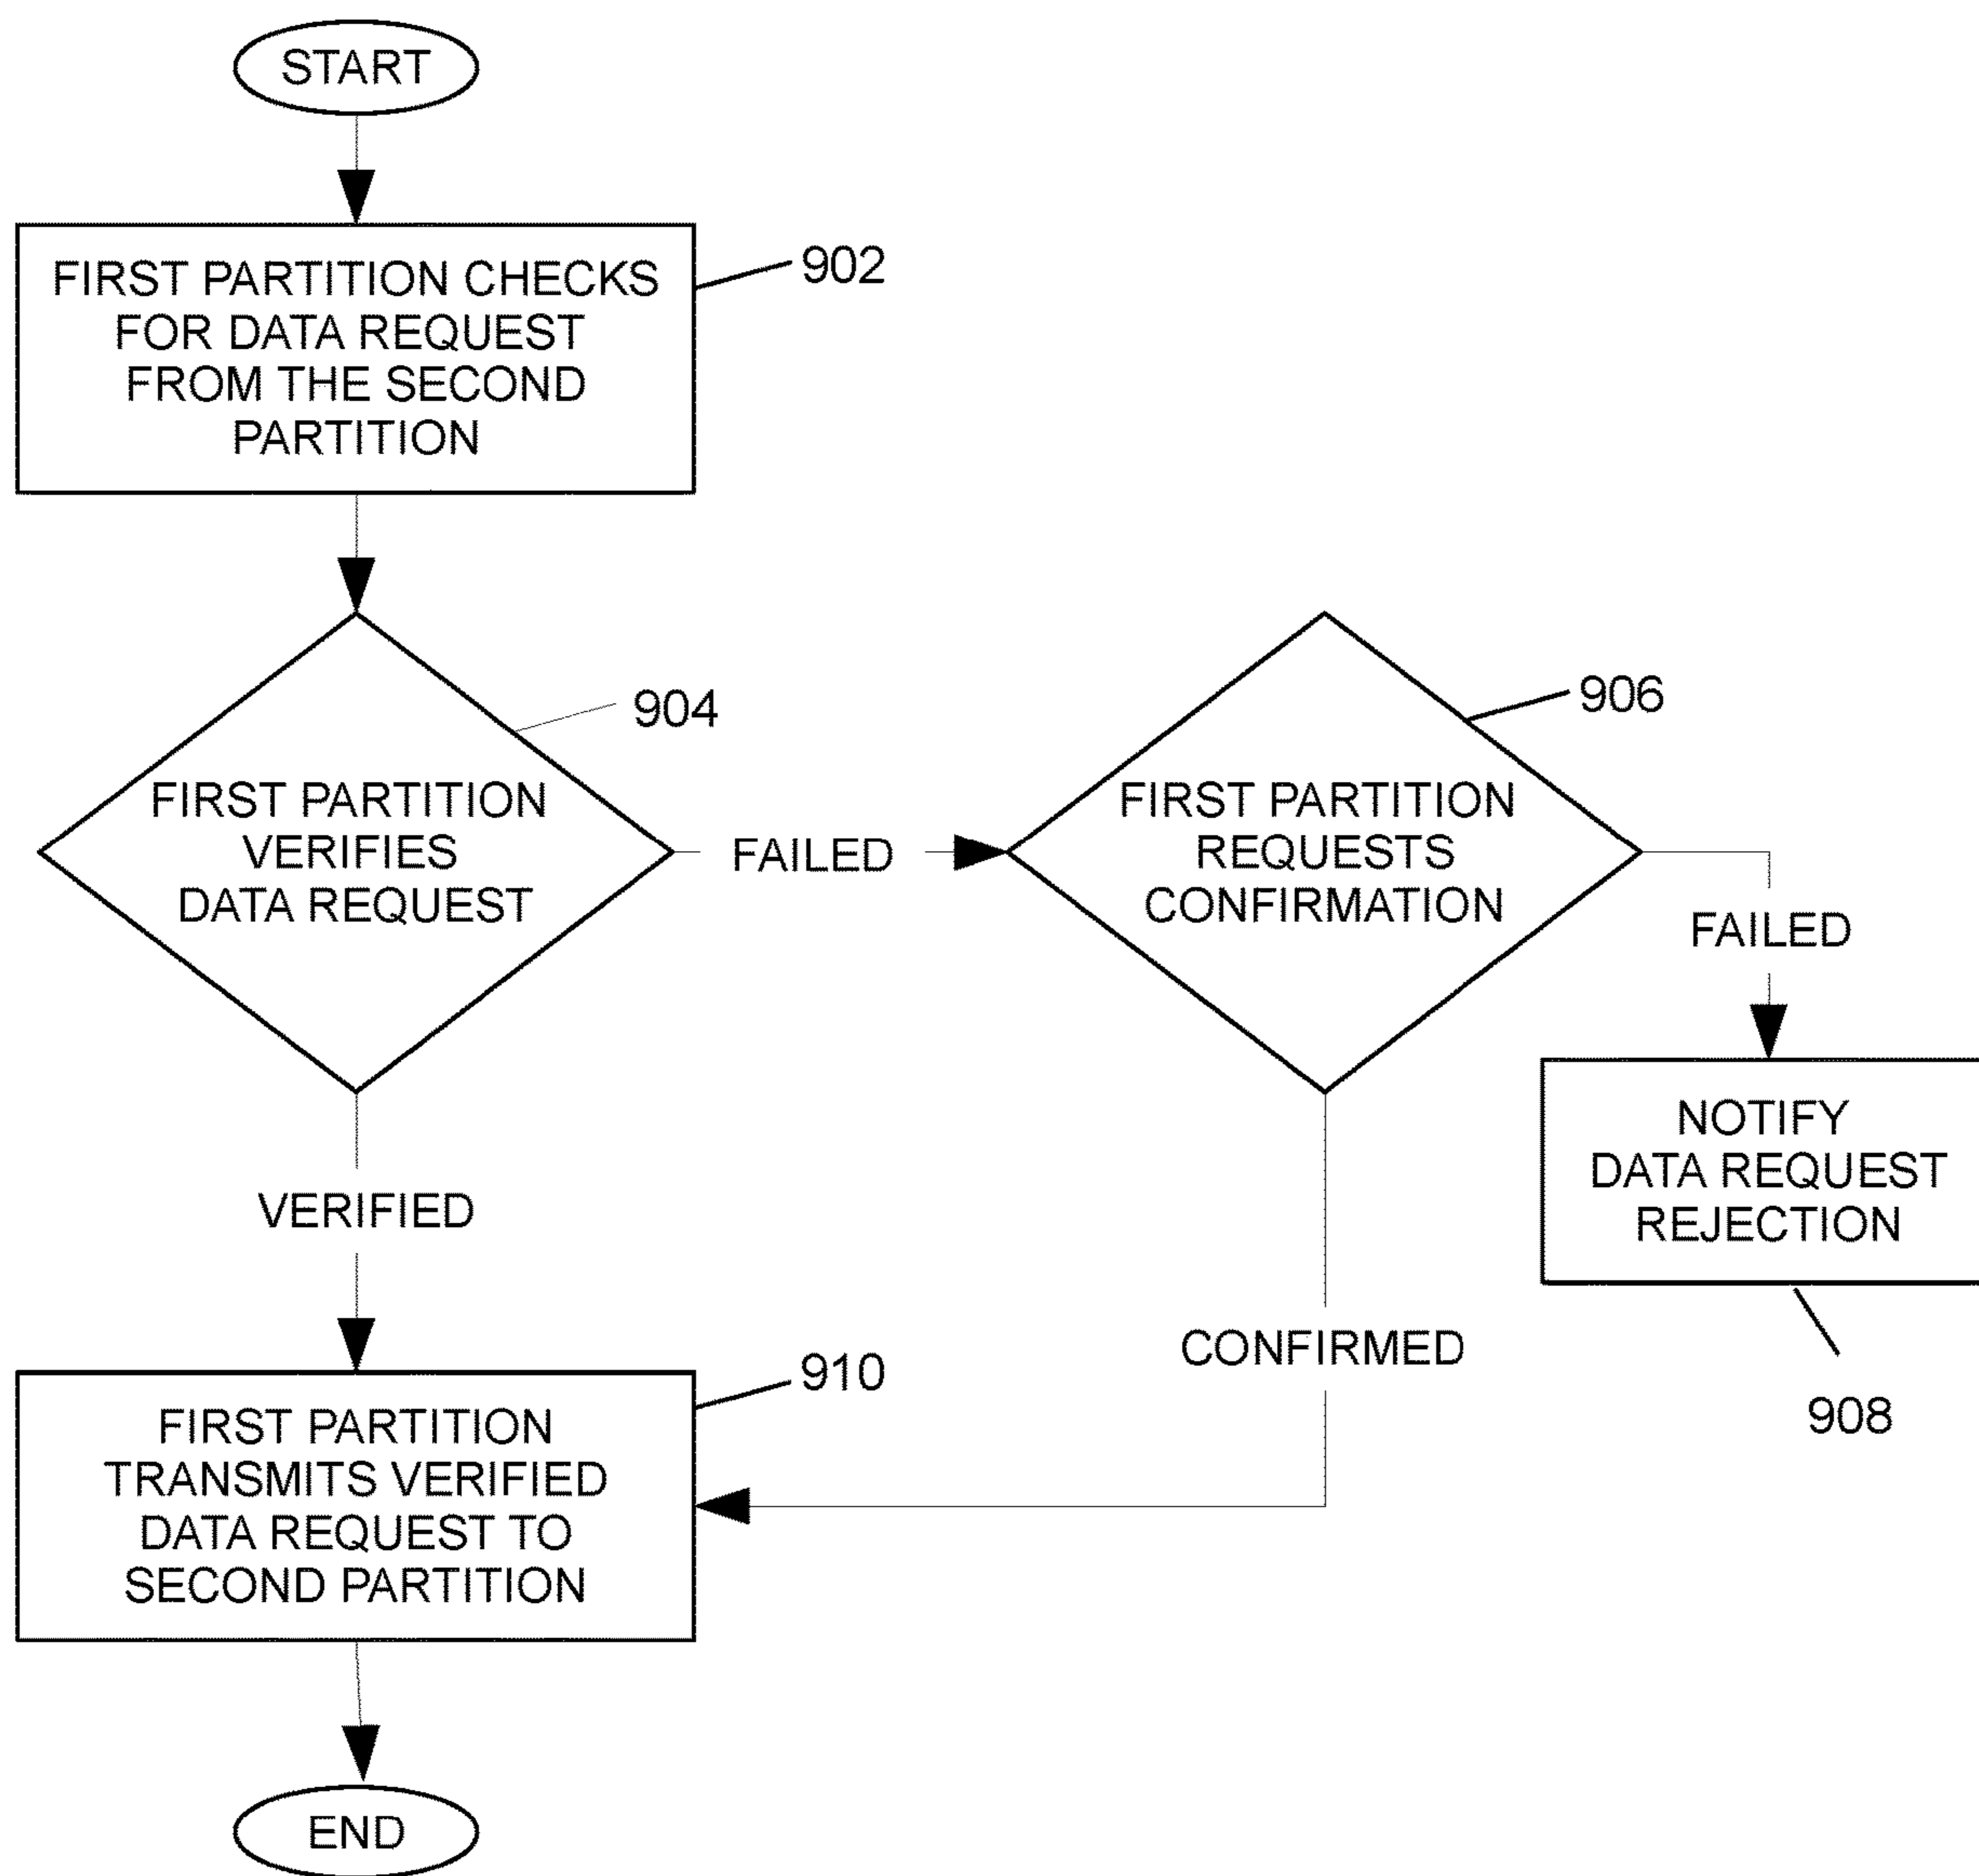 START
FIRST PARTITION CHECKS
FOR DATA REQUEST
FROM THE SECOND
PARTITION
902
904
FIRST PARTITION
VERIFIES
DATA REQUEST
FAILED
906
FIRST PARTITION
REQUESTS
CONFIRMATION
FAILED
NOTIFY
DATA REQUEST
REJECTION
908
VERIFIED
CONFIRMED
910
FIRST PARTITION
TRANSMITS VERIFIED
DATA REQUEST TO
SECOND PARTITION
END